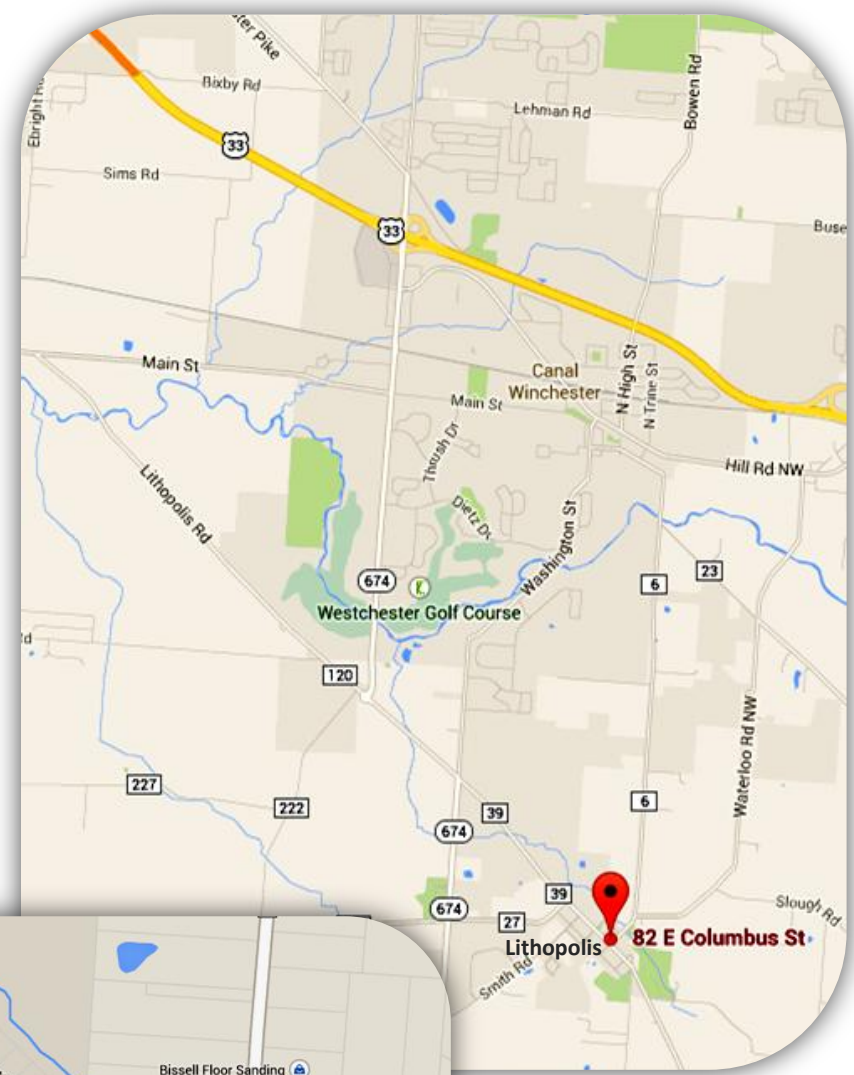 Bixby Rd
Ebright Rd
33
Sims Rd
Lehman Rd
Bowen Rd
33
Main St
Canal
Winchester
N High St
N Trine St
Main St
Thrush Dr
Hill Rd NW
Lithopolis Rd
Dietz Dr
Washington St
674
6
23
Westchester Golf Course
120
Waterloo Rd NW
227
222
6
39
674
39
674
27
Slough Rd
82 E Columbus St
Lithopolis
Smith Rd
Bissell Floor Sanding